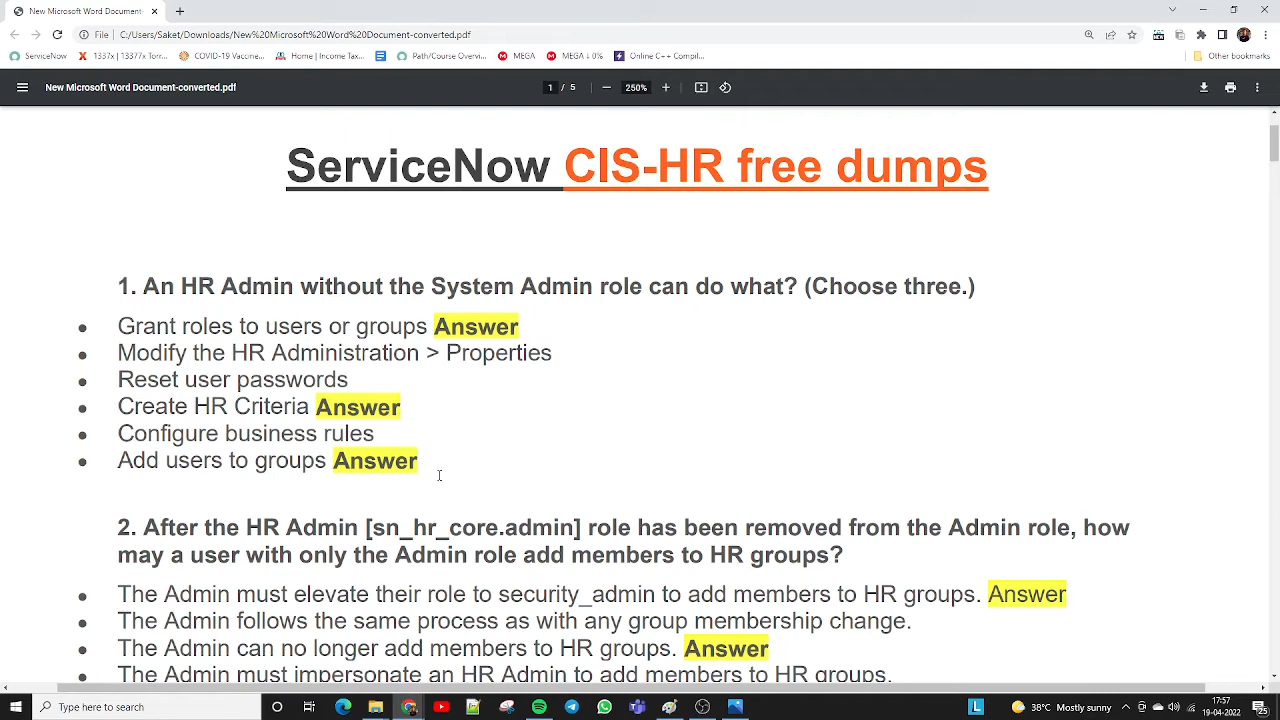 New Microsoft Word Document-
File
C:/Users/Saket/Downloads/New%20Microsoft%20Word%20Document-converted.pdf
ServiceNow
1337x | 13377x Torr...
COVID-19 Vaccine...
Home | Income Tax...
Path/Course Overvi...
MEGA
MEGA ↓0%
Online C++ Compil...
Other bookmarks
New Microsoft Word Document-converted.pdf
1 / 5
250%
ServiceNow CIS-HR free dumps
1. An HR Admin without the System Admin role can do what? (Choose three.)
Grant roles to users or groups Answer
Modify the HR Administration > Properties
Reset user passwords
Create HR Criteria Answer
Configure business rules
Add users to groups Answer
2. After the HR Admin [sn_hr_core.admin] role has been removed from the Admin role, how
may a user with only the Admin role add members to HR groups?
The Admin must elevate their role to security_admin to add members to HR groups. Answer
The Admin follows the same process as with any group membership change.
The Admin can no longer add members to HR groups. Answer
The Admin must impersonate an HR Admin to add members to HR groups.
Type here to search
L
38°C Mostly sunny
17:57
19-04-2022